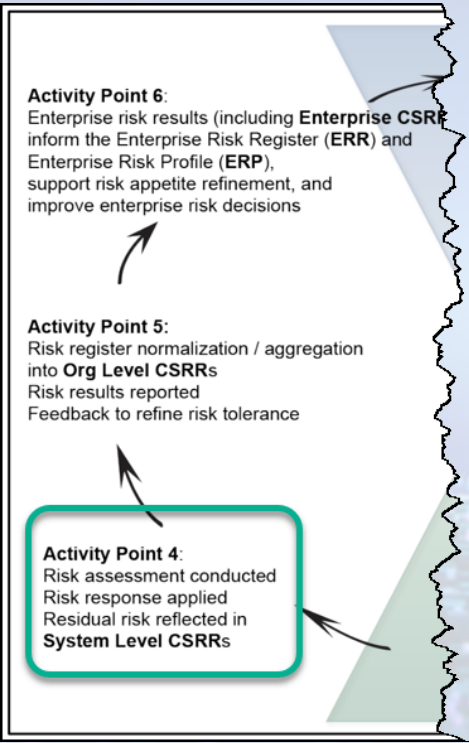 Activity Point 6:
Enterprise risk results (including Enterprise
inform the Enterprise Risk Register (ERR) and
Enterprise Risk Profile (ERP),
support risk appetite refinement, and
improve enterprise risk decisions
Activity Point 5:
Risk register normalization / aggregation
into Org Level CSRRs
Risk results reported
Feedback to refine risk tolerance
Activity Point 4:
Risk assessment conducted
Risk response applied
Residual risk reflected in
System Level CSRRs